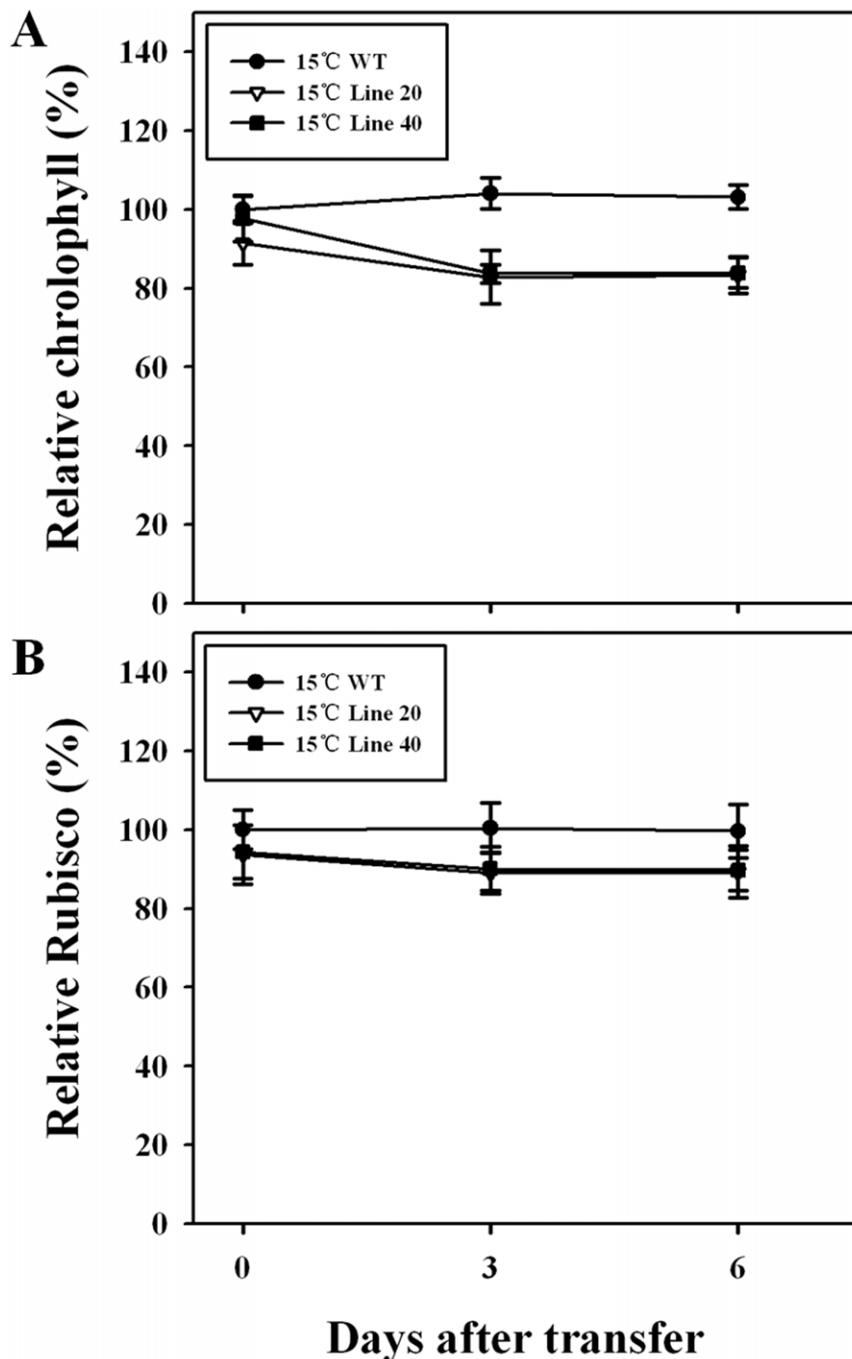 A
Relative chrolophyll (%)
140
120
100
80
60
40
20
0
15℃ WT
15℃ Line 20
15℃ Line 40
B
Relative Rubisco (%)
140
120
100
80
60
40
20
0
15℃ WT
15℃ Line 20
15℃ Line 40
0 3 6
Days after transfer